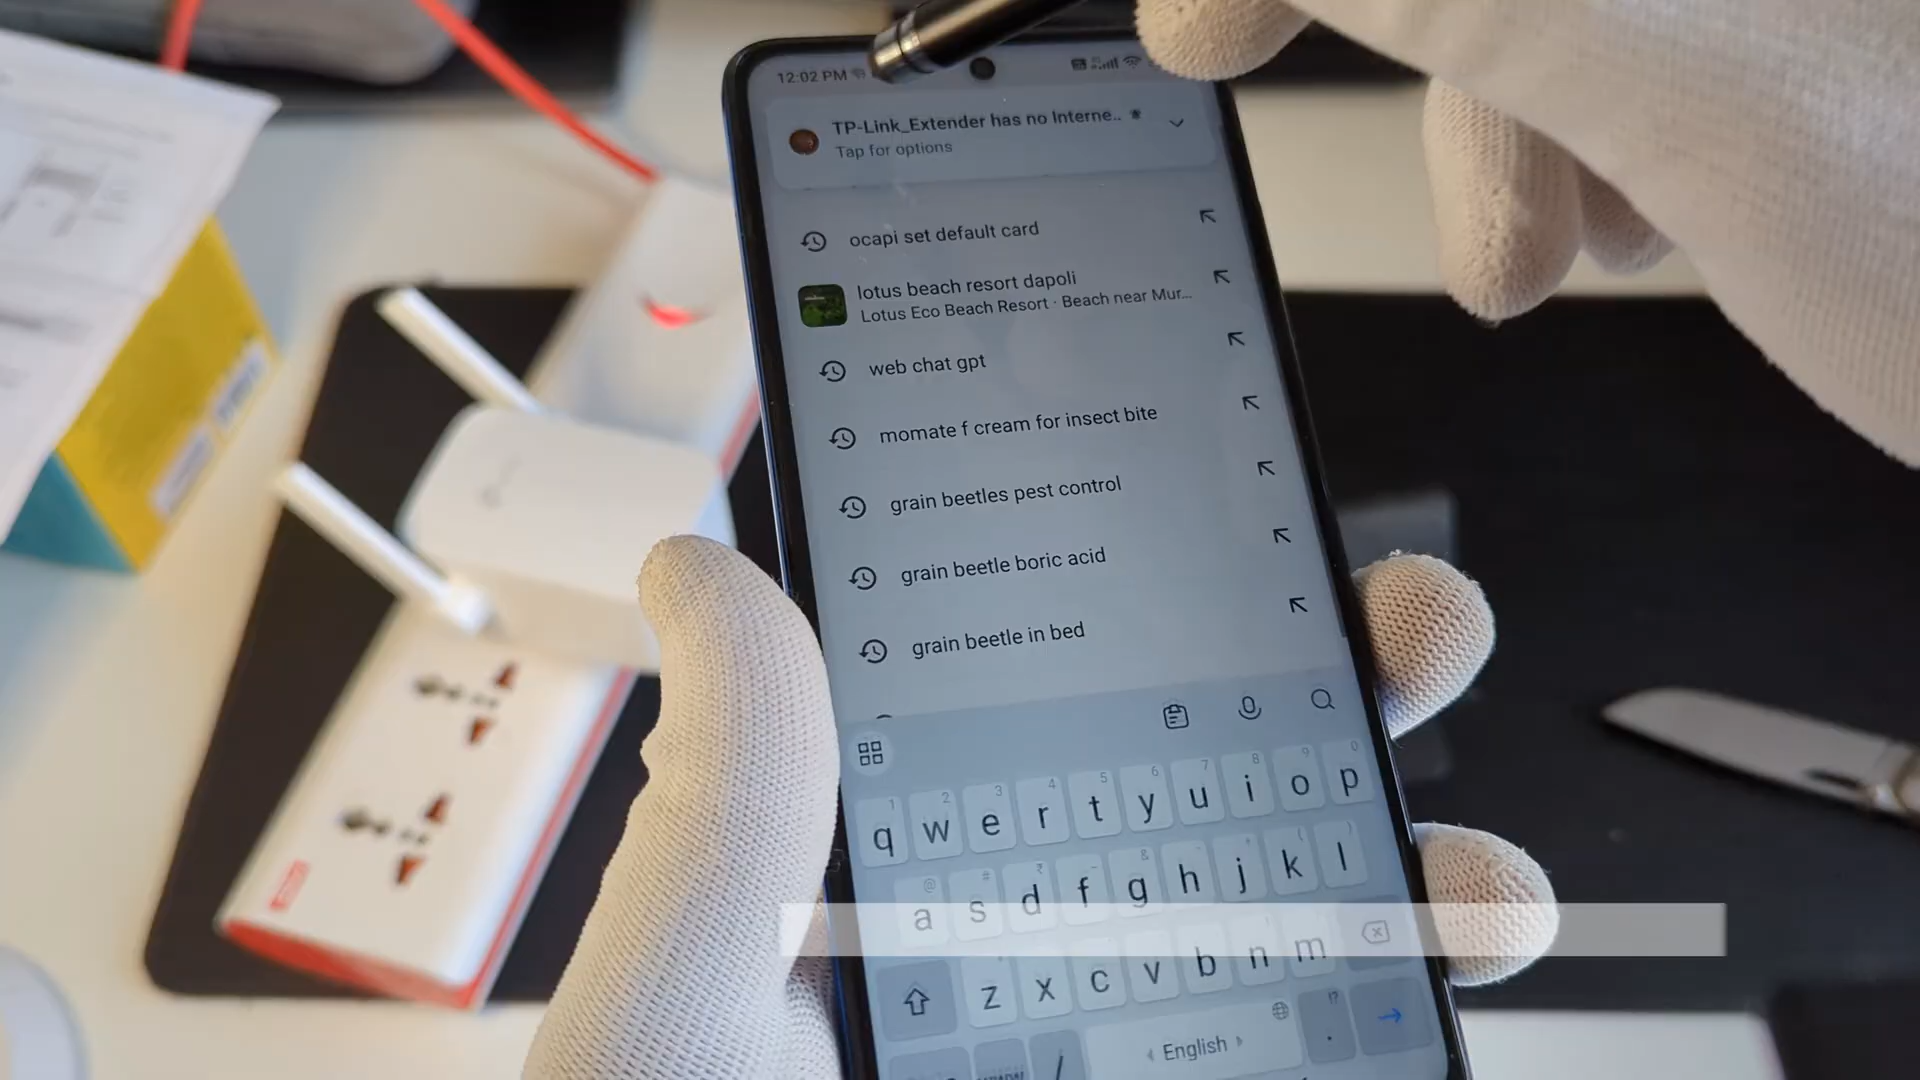 12:02 PM
TP-Link_Extender has no Interne..
Tap for options
ocapi set default card
lotus beach resort dapoli
Lotus Eco Beach Resort · Beach near Mur...
web chat gpt
momate f cream for insect bite
grain beetles pest control
grain beetle boric acid
grain beetle in bed
1 2 3 4 5 6 7 8 9 0
q w e r t y u i o p
@ # ₹ - & + ( )
a s d f g h j k l
z x c v b n m
!?
/ English .